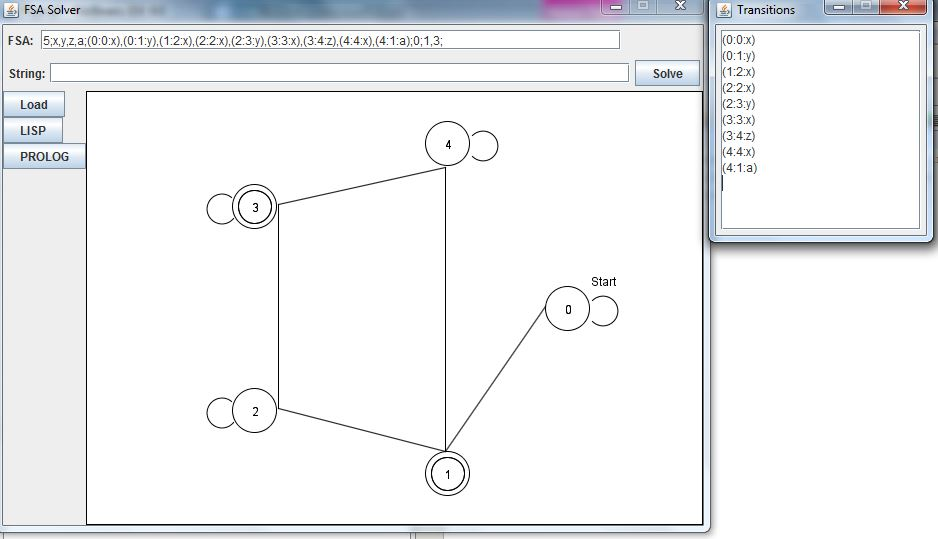 FSA Solver
FSA: 5;x,y,z,a;(0:0:x),(0:1:y),(1:2:x),(2:2:x),(2:3:y),(3:3:x),(3:4:z),(4:4:x),(4:1:a);0;1,3;
String:
Solve
Load
LISP
PROLOG
4
3
Start
0
2
1
Transitions
(0:0:x)
(0:1:y)
(1:2:x)
(2:2:x)
(2:3:y)
(3:3:x)
(3:4:z)
(4:4:x)
(4:1:a)